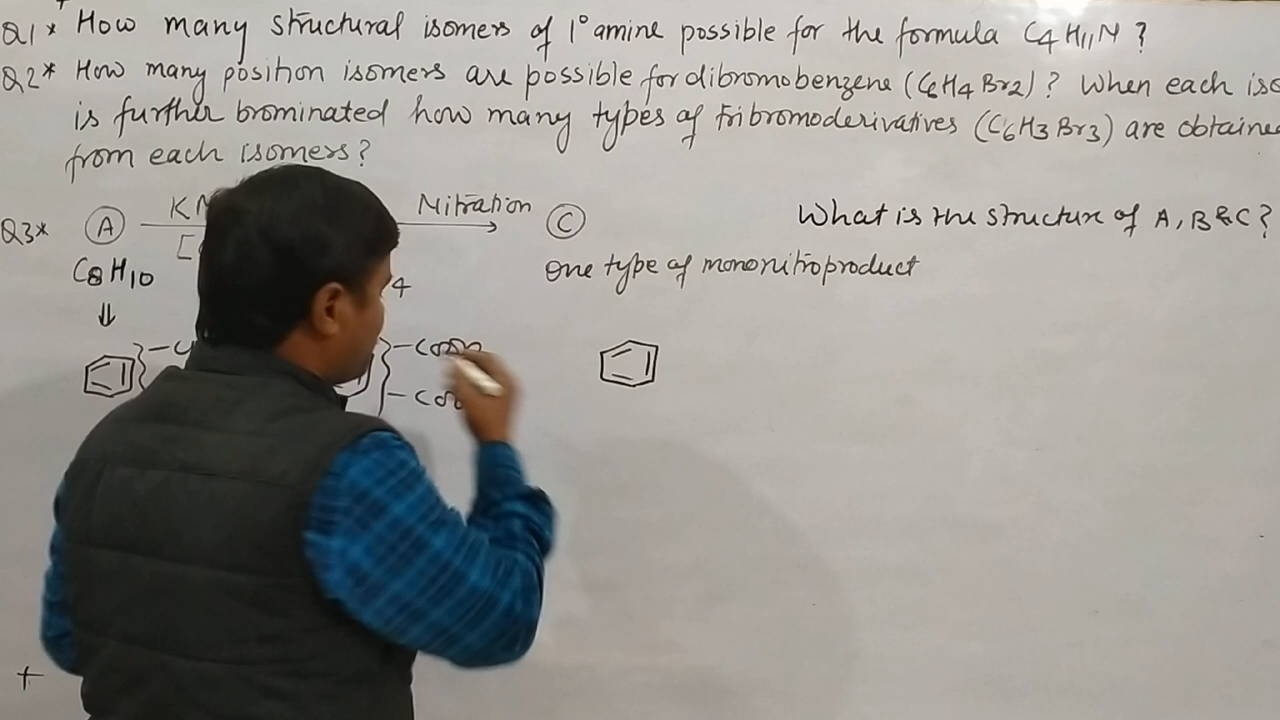 Q1* How many structural isomers of 1° amine possible for the formula C4H11N?
Q2* How many position isomers are possible for dibromobenzene (C6H4Br2)? When each iso
is further brominated how many types of tribromoderivatives (C6H3Br3) are obtaine
from each isomers?
Q3* A K Nitration C What is the structure of A, B & C?
[
C8H10 4 One type of mononitroproduct
⇓
-C -COOH
-COO
+